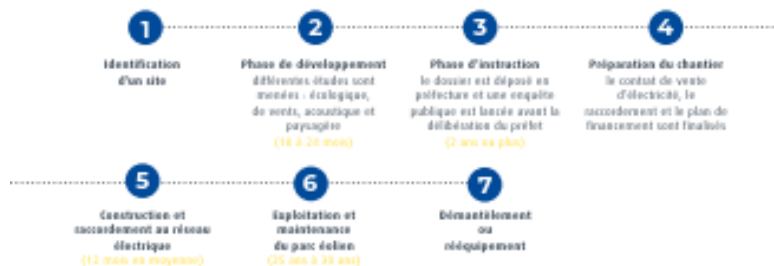 1
2
3
4
Identification
d'un site
Phase de développement
différentes études sont
menées : écologique,
de vents, acoustique et
paysagère
(18 à 24 mois)
Phase d'instruction
le dossier est déposé en
préfecture et une enquête
publique est lancée avant la
délibération du préfet
(2 ans ou plus)
Préparation du chantier
le contrat de vente
d'électricité, le
raccordement et le plan de
financement sont finalisés
5
6
7
Construction et
raccordement au réseau
électrique
(12 mois en moyenne)
Exploitation et
maintenance
du parc éolien
(25 ans à 30 ans)
Démantèlement
ou
rééquipement